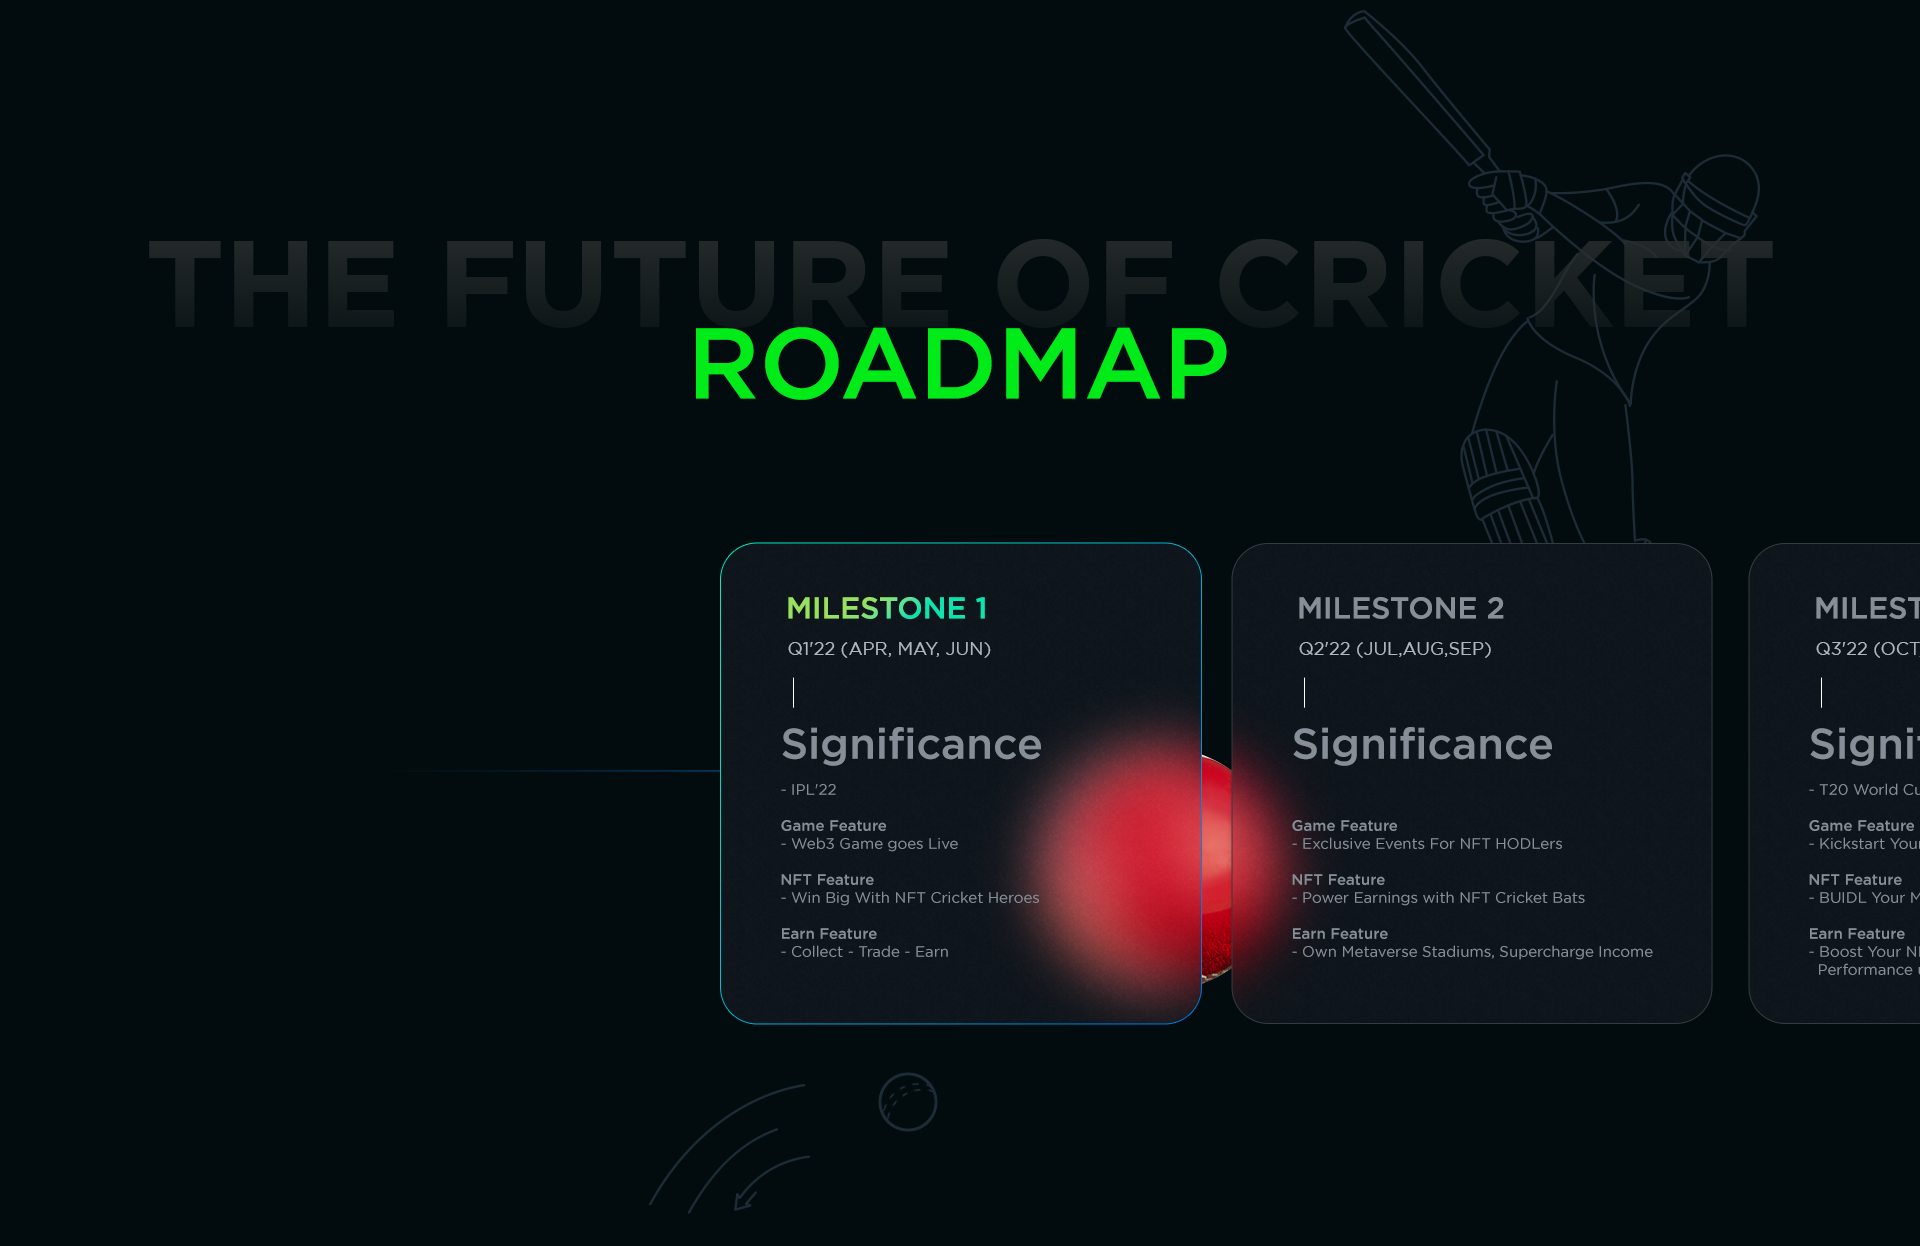 THE FUTURE OF CRICKET
ROADMAP
MILESTONE 1
Q1'22 (APR, MAY, JUN)
Significance
- IPL'22
Game Feature
- Web3 Game goes Live
NFT Feature
- Win Big With NFT Cricket Heroes
Earn Feature
- Collect - Trade - Earn
MILESTONE 2
Q2'22 (JUL,AUG,SEP)
Significance
Game Feature
- Exclusive Events For NFT HODLers
NFT Feature
- Power Earnings with NFT Cricket Bats
Earn Feature
- Own Metaverse Stadiums, Supercharge Income
Q3'22 (OCT
- T20 World
Game Feature
- Kickstart Your
NFT Feature
- BUIDL Your
Earn Feature
- Boost Your
Performance